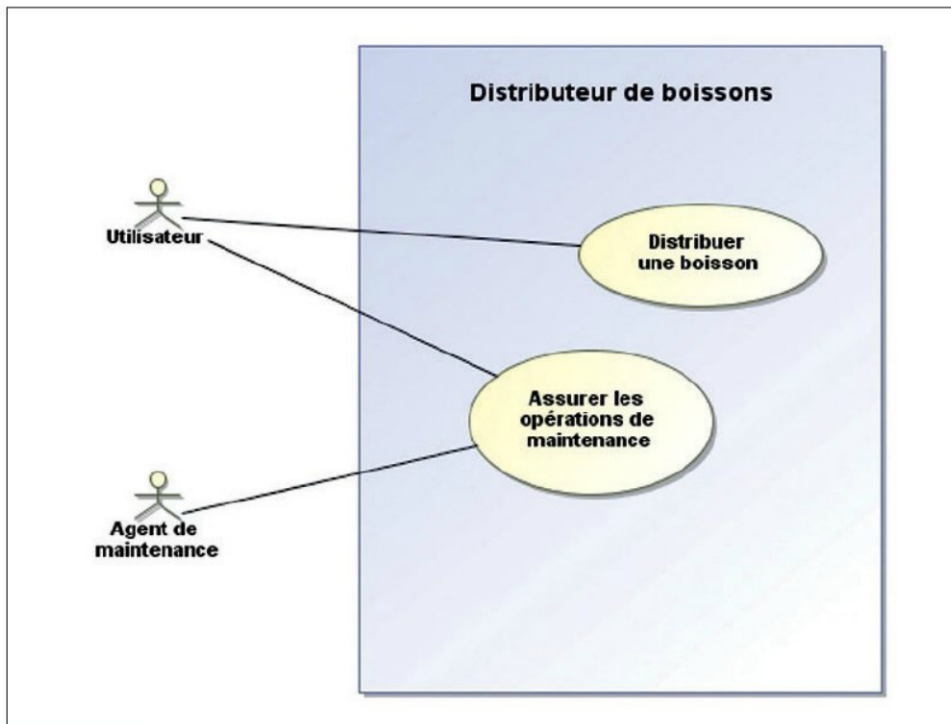 Distributeur de boissons
Utilisateur
Distribuer
une boisson
Assurer les
opérations de
maintenance
Agent de
maintenance